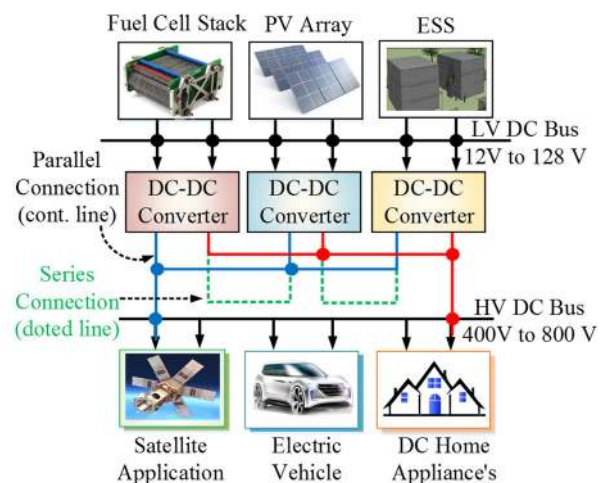 Fuel Cell Stack
PV Array
ESS
LV DC Bus
12V to 128 V
Parallel
Connection
(cont. line)
DC-DC
Converter
DC-DC
Converter
DC-DC
Converter
Series
Connection
(doted line)
HV DC Bus
400V to 800 V
Satellite
Application
Electric
Vehicle
DC Home
Appliance's